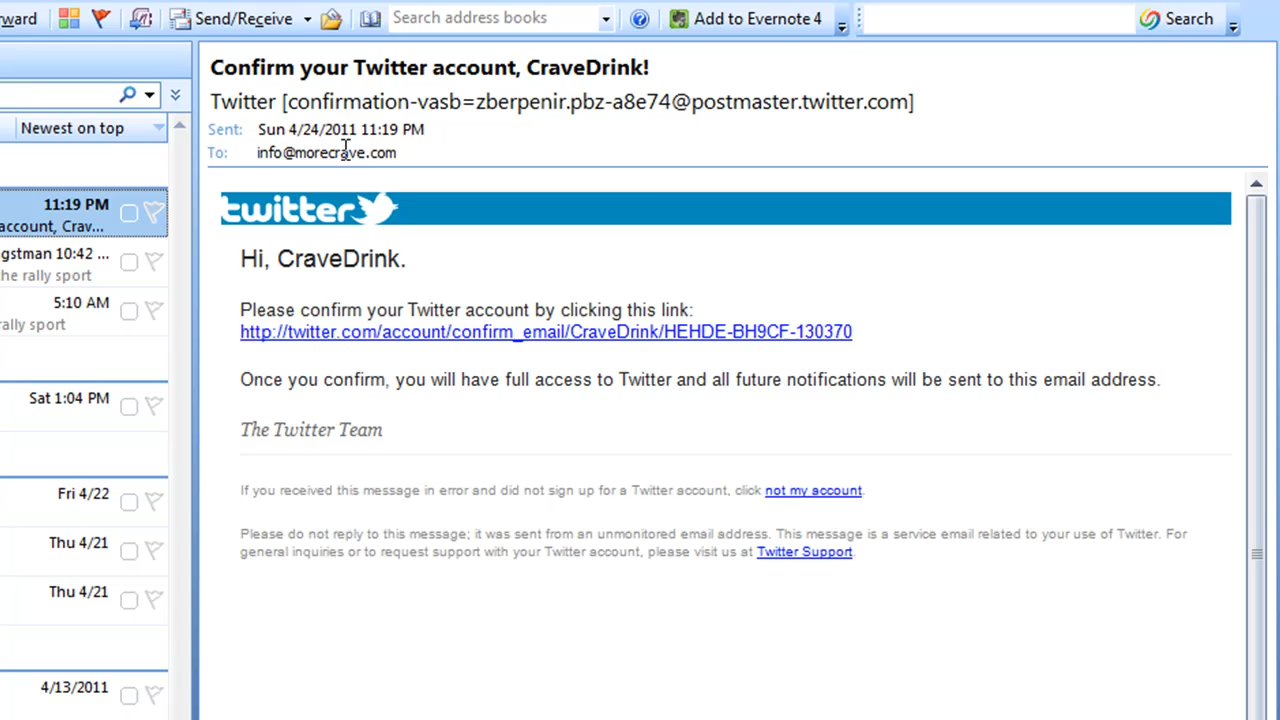 ward
Send/Receive
Search address books
Add to Evernote 4
Search
Newest on top
11:19 PM
account, Crav...
ngstman 10:42 ...
the rally sport
5:10 AM
rally sport
Sat 1:04 PM
Fri 4/22
Thu 4/21
Thu 4/21
4/13/2011
Confirm your Twitter account, CraveDrink!
Twitter [confirmation-vasb=zberpenir.pbz-a8e74@postmaster.twitter.com]
Sent: Sun 4/24/2011 11:19 PM
To: info@morecrave.com
twitter
Hi, CraveDrink.
Please confirm your Twitter account by clicking this link:
http://twitter.com/account/confirm_email/CraveDrink/HEHDE-BH9CF-130370
Once you confirm, you will have full access to Twitter and all future notifications will be sent to this email address.
The Twitter Team
If you received this message in error and did not sign up for a Twitter account, click not my account.
Please do not reply to this message; it was sent from an unmonitored email address. This message is a service email related to your use of Twitter. For
general inquiries or to request support with your Twitter account, please visit us at Twitter Support.